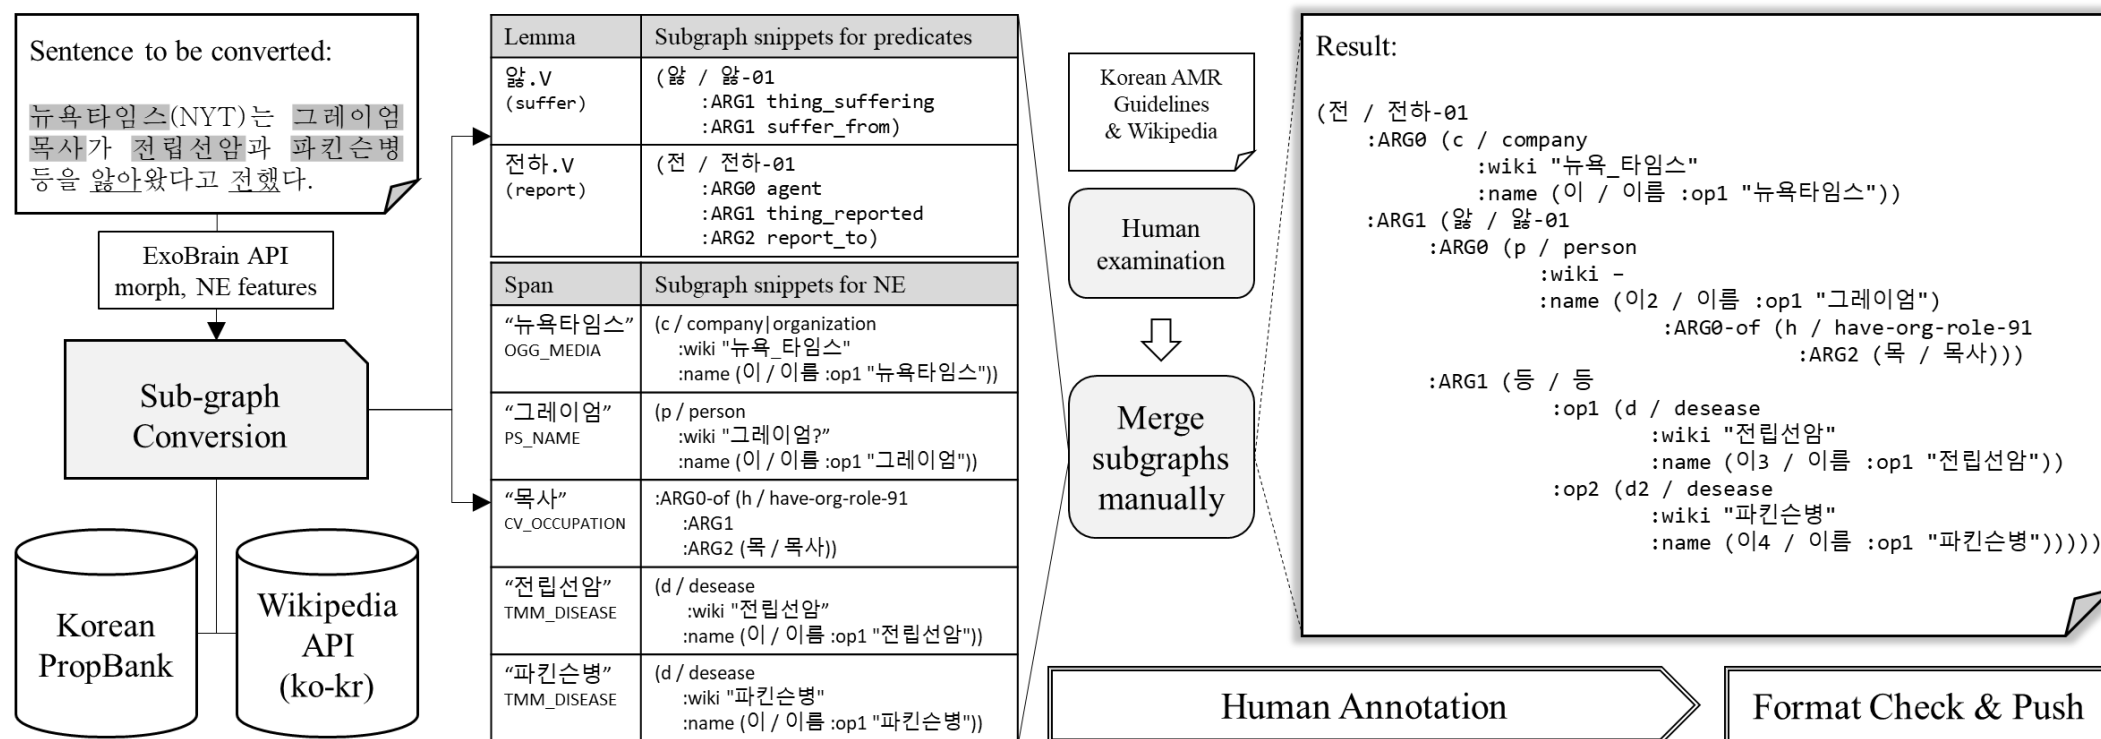 Sentence to be converted:
뉴욕타임스(NYT)는 그레이엄
목사가 전립선암과 파킨슨병
등을 앓아왔다고 전했다.
ExoBrain API
morph, NE features
Sub-graph
Conversion
Korean
PropBank
Wikipedia
API
(ko-kr)
Lemma Subgraph snippets for predicates
앓.V
(suffer)
(앓 / 앓-01
:ARG1 thing_suffering
:ARG1 suffer_from)
전하.V
(report)
(전 / 전하-01
:ARG0 agent
:ARG1 thing_reported
:ARG2 report_to)
Span Subgraph snippets for NE
“뉴욕타임스”
OGG_MEDIA
(c / company|organization
:wiki "뉴욕_타임스"
:name (이 / 이름 :op1 "뉴욕타임스"))
“그레이엄”
PS_NAME
(p / person
:wiki "그레이엄?”
:name (이 / 이름 :op1 "그레이엄"))
“목사”
CV_OCCUPATION
:ARG0-of (h / have-org-role-91
:ARG1
:ARG2 (목 / 목사))
“전립선암”
TMM_DISEASE
(d / desease
:wiki "전립선암”
:name (이 / 이름 :op1 "전립선암"))
“파킨슨병”
TMM_DISEASE
(d / desease
:wiki "파킨슨병"
:name (이 / 이름 :op1 "파킨슨병"))
Korean AMR
Guidelines
& Wikipedia
Human
examination
Merge
subgraphs
manually
Result:
(전 / 전하-01
:ARG0 (c / company
:wiki "뉴욕_타임스"
:name (이 / 이름 :op1 "뉴욕타임스"))
:ARG1 (앓 / 앓-01
:ARG0 (p / person
:wiki –
:name (이2 / 이름 :op1 "그레이엄")
:ARG0-of (h / have-org-role-91
:ARG2 (목 / 목사)))
:ARG1 (등 / 등
:op1 (d / desease
:wiki "전립선암"
:name (이3 / 이름 :op1 "전립선암"))
:op2 (d2 / desease
:wiki "파킨슨병"
:name (이4 / 이름 :op1 "파킨슨병")))))
Human Annotation
Format Check & Push